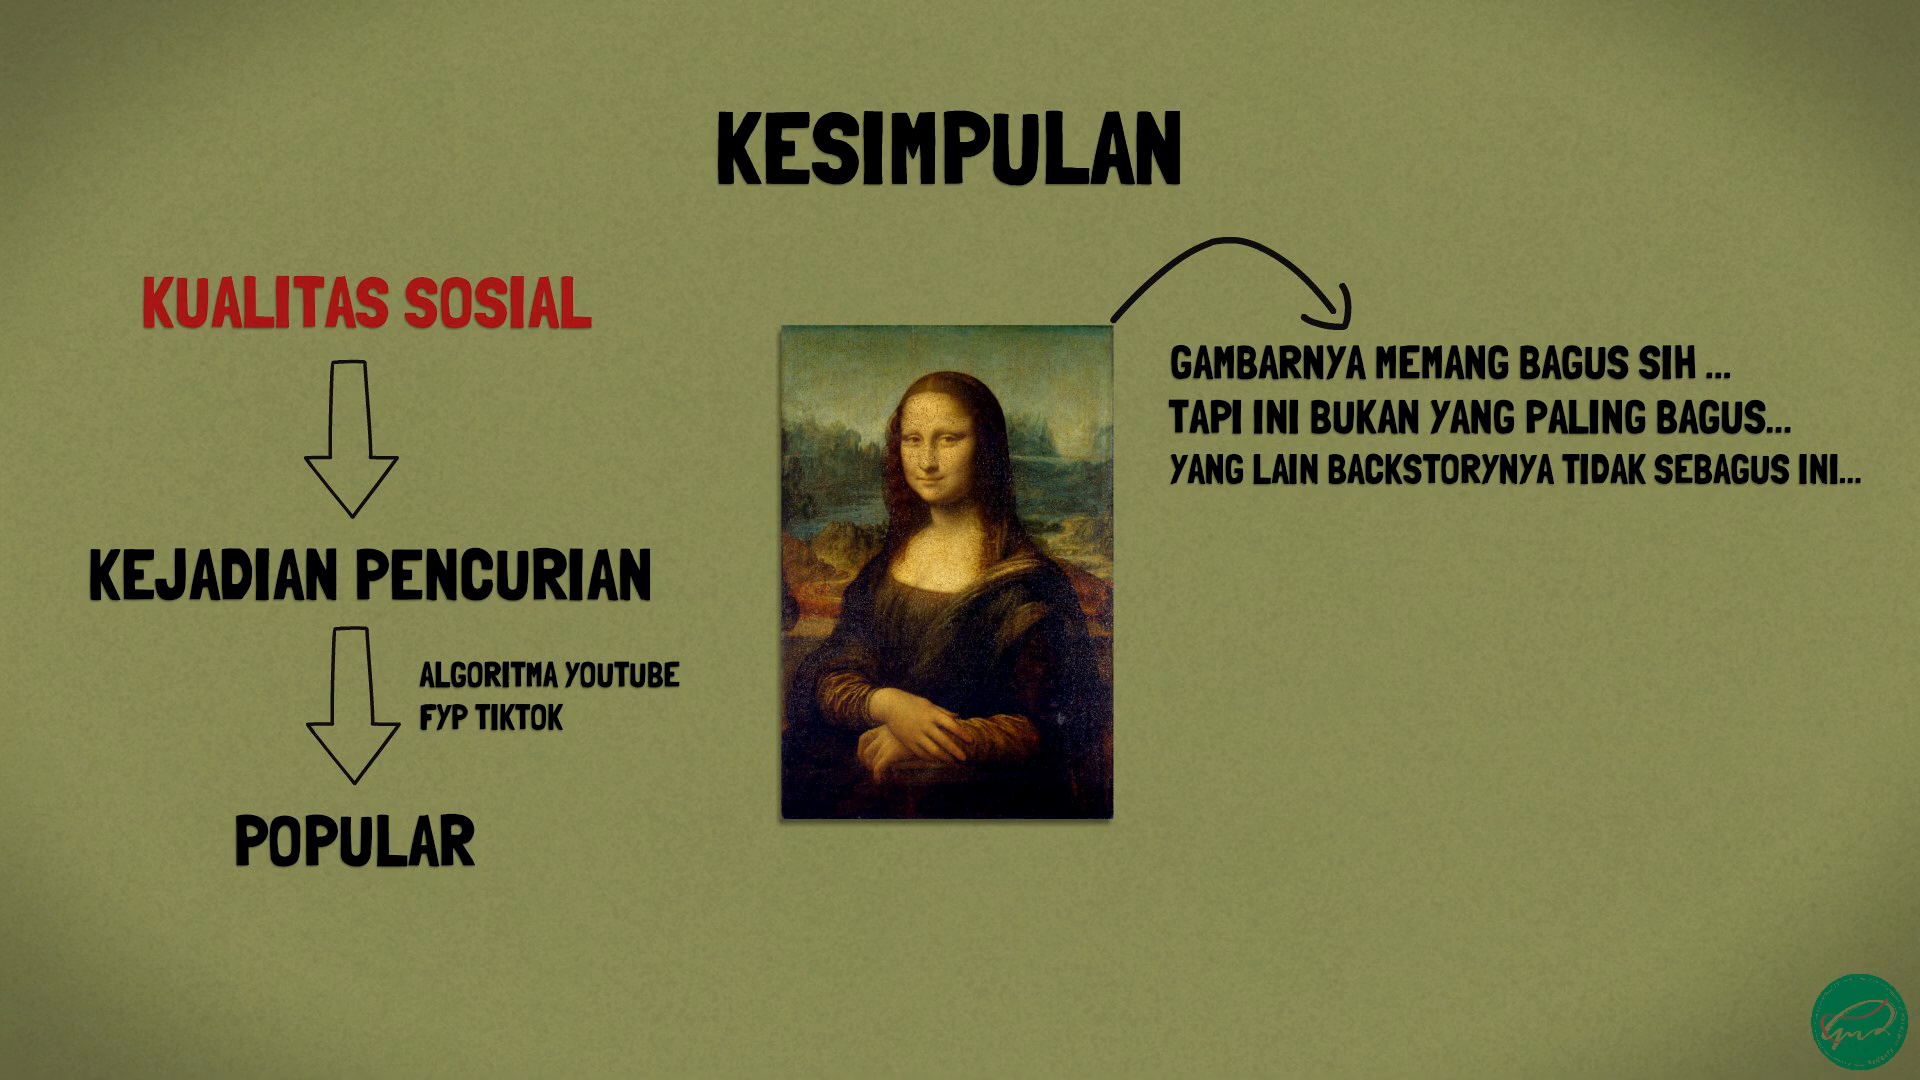 KESIMPULAN
KUALITAS SOSIAL
KEJADIAN PENCURIAN
ALGORITMA YOUTUBE
FYP TIKTOK
POPULAR
GAMBARNYA MEMANG BAGUS SIH ...
TAPI INI BUKAN YANG PALING BAGUS...
YANG LAIN BACKSTORYNYA TIDAK SEBAGUS INI...